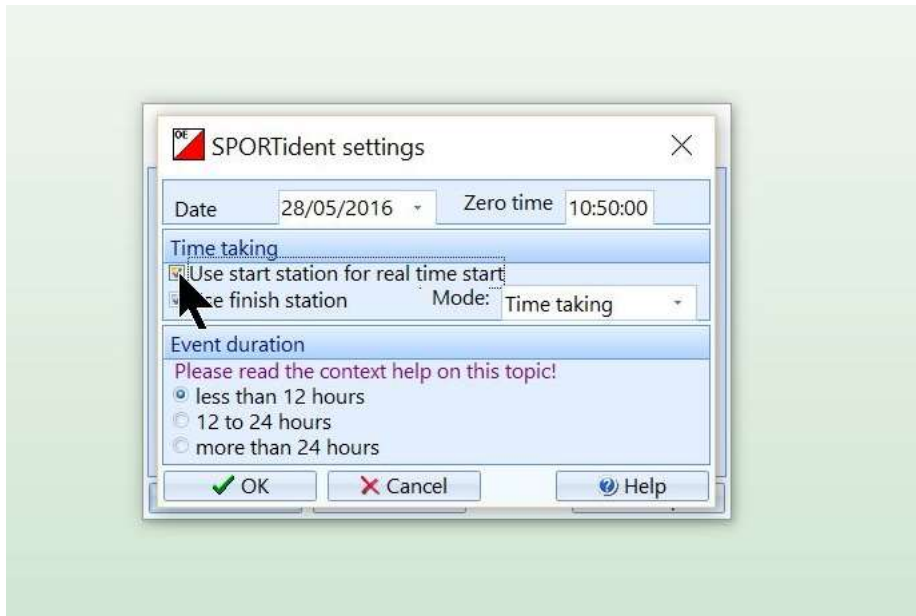 OE
SPORTident settings
Date 28/05/2016 Zero time 10:50:00
Time taking
Use start station for real time start
finish station Mode: Time taking
Event duration
Please read the context help on this topic!
less than 12 hours
12 to 24 hours
more than 24 hours
OK Cancel Help